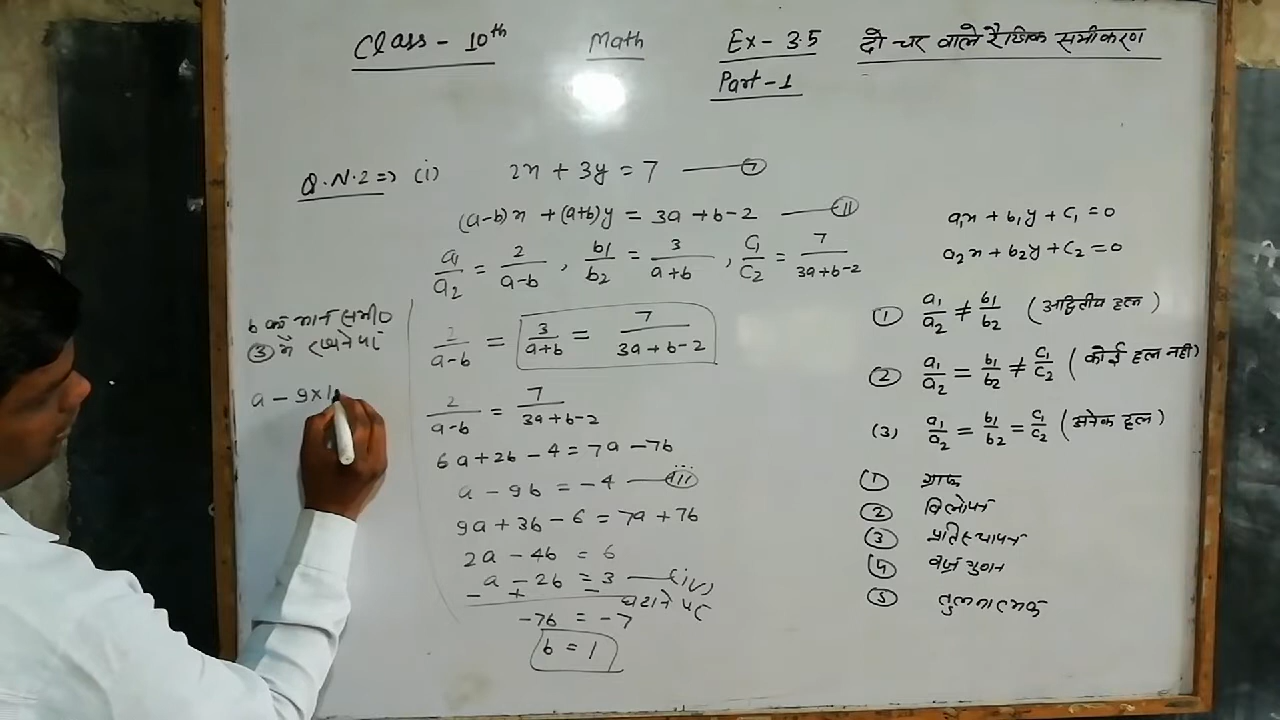 Class - 10th Math Ex - 3.5 दो चर वाले रैखिक समीकरण
Part - 1
Q.N.2 => (i) 2x + 3y = 7 — (I)
(a-b)x + (a+b)y = 3a + b - 2 — (II)
a1/a2 = 2/(a-b), b1/b2 = 3/(a+b), C1/C2 = 7/(3a+b-2)
2/(a-b) = 3/(a+b) = 7/(3a+b-2)
2/(a-b) = 7/(3a+b-2)
6a + 2b - 4 = 7a - 7b
a - 9b = -4 — (iii)
9a + 3b - 6 = 7a + 7b
2a - 4b = 6
a - 2b = 3 — (iv)
- + - घटाने पर
-7b = -7
b = 1
b का मान समी०
(3) में रखने पर
a - 9×1
a1x + b1y + C1 = 0
a2x + b2y + C2 = 0
(1) a1/a2 ≠ b1/b2 (अद्वितीय हल)
(2) a1/a2 = b1/b2 ≠ C1/C2 (कोई हल नहीं)
(3) a1/a2 = b1/b2 = C1/C2 (अनेक हल)
(1) ग्राफ
(2) विलोपन
(3) प्रतिस्थापन
(4) वज्र गुणन
(5) तुलनात्मक